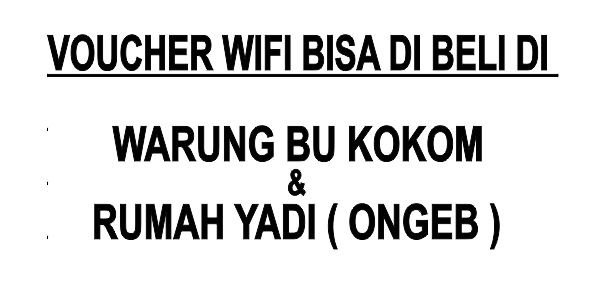 VOUCHER WIFI BISA DI BELI DI
WARUNG BU KOKOM
&
RUMAH YADI ( ONGEB )